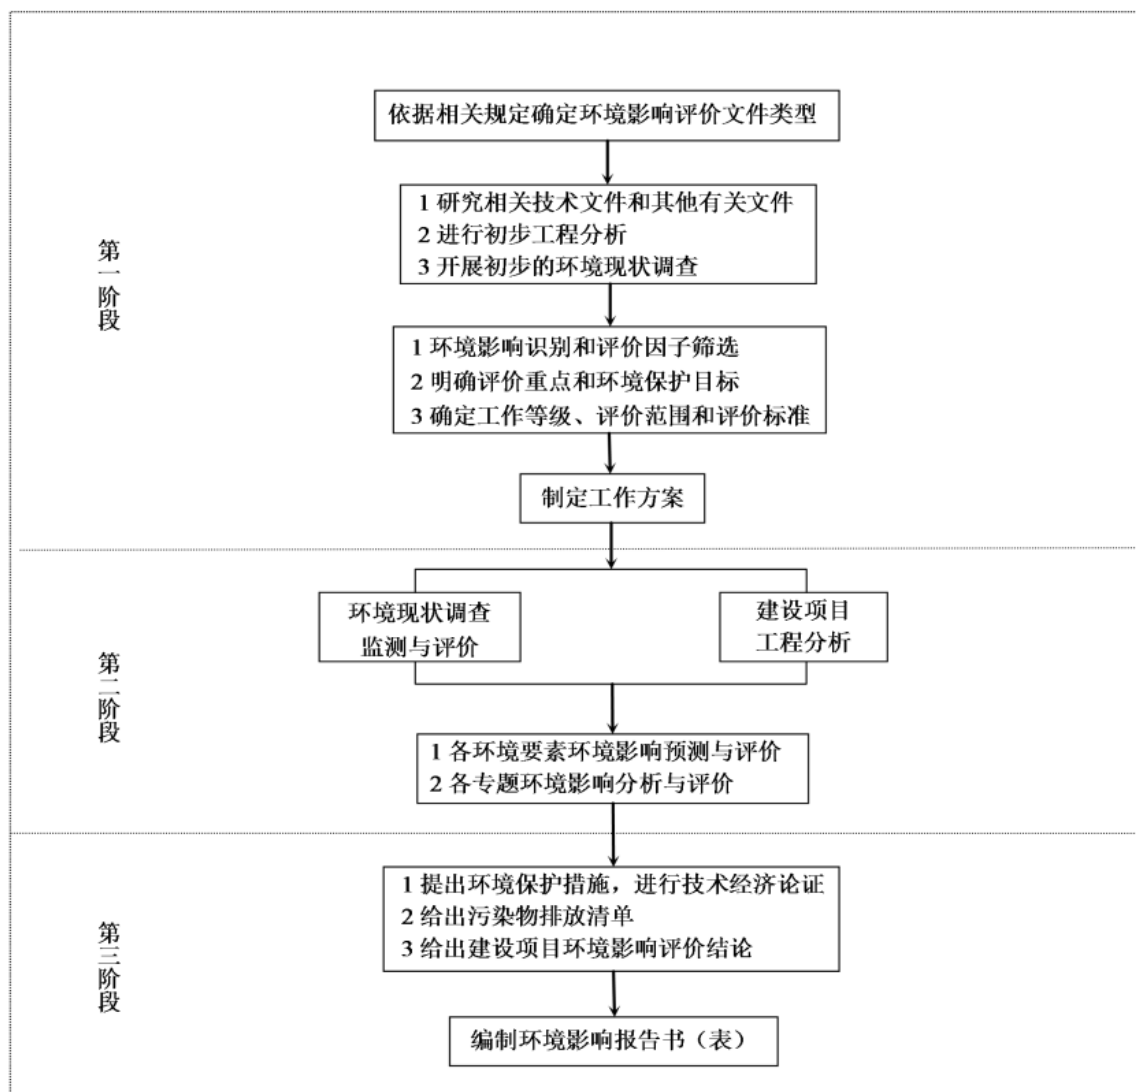 依据相关规定确定环境影响评价文件类型
1 研究相关技术文件和其他有关文件
2 进行初步工程分析
3 开展初步的环境现状调查
第一阶段
1 环境影响识别和评价因子筛选
2 明确评价重点和环境保护目标
3 确定工作等级、评价范围和评价标准
制定工作方案
第二阶段
环境现状调查
监测与评价
建设项目
工程分析
1 各环境要素环境影响预测与评价
2 各专题环境影响分析与评价
第三阶段
1 提出环境保护措施，进行技术经济论证
2 给出污染物排放清单
3 给出建设项目环境影响评价结论
编制环境影响报告书（表）